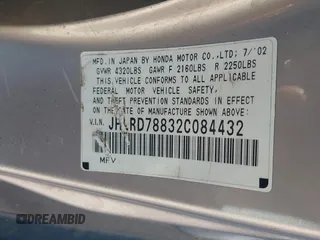 MFD. IN JAPAN BY HONDA MOTOR CO., LTD: 7/'02
GVWR 4320LBS GAWR F 2160LBS R 2250LBS
THIS VEHICLE CONFORMS TO ALL APPLICABLE
FEDERAL MOTOR VEHICLE SAFETY,
AND THEFT PREVENTION STANDARDS IN
EFFECT ON THE DATE OF
MANUFACTURE SHOWN ABOVE.
V.I.N. JHLRD78832C084432
MPV
DREAMBID